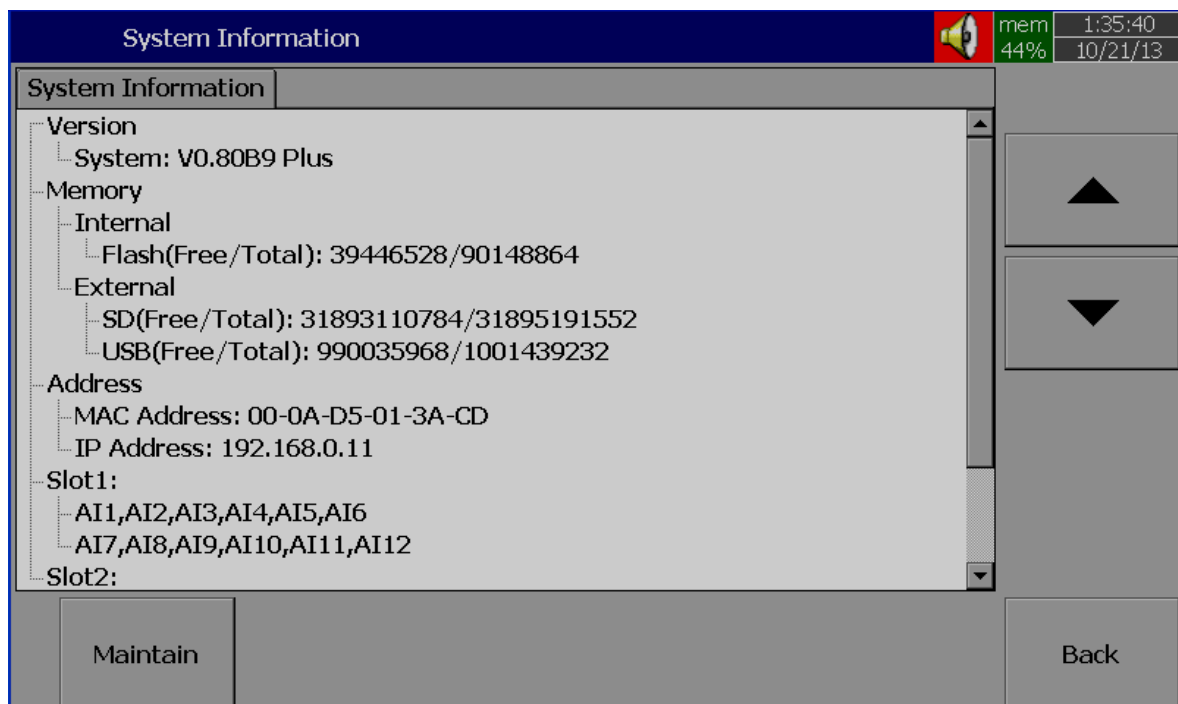 System Information
mem 1:35:40
44% 10/21/13
System Information
Version
System: V0.80B9 Plus
Memory
Internal
Flash(Free/Total): 39446528/90148864
External
SD(Free/Total): 31893110784/31895191552
USB(Free/Total): 990035968/1001439232
Address
MAC Address: 00-0A-D5-01-3A-CD
IP Address: 192.168.0.11
Slot1:
AI1,AI2,AI3,AI4,AI5,AI6
AI7,AI8,AI9,AI10,AI11,AI12
Slot2:
Maintain
Back